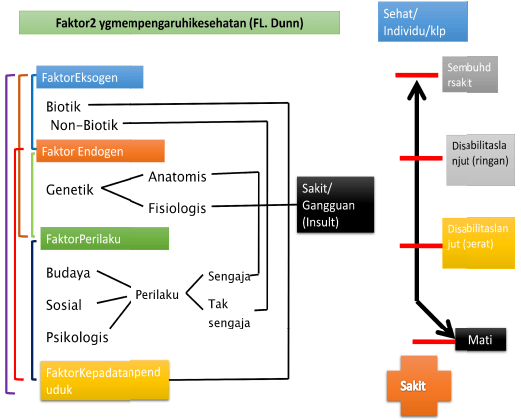 Faktor2 ygmempengaruhikesehatan (FL. Dunn)
Sehat/
Individu/klp
FaktorEksogen
Biotik
Non-Biotik
Faktor Endogen
Genetik
Anatomis
Fisiologis
FaktorPerilaku
Budaya
Sosial
Psikologis
Perilaku
Sengaja
Tak
sengaja
FaktorKepadatanpend
uduk
Sakit/
Gangguan
(Insult)
Sembuhd
rsakit
Disabilitasla
njut (ringan)
Disabilitaslan
jut (berat)
Mati
Sakit